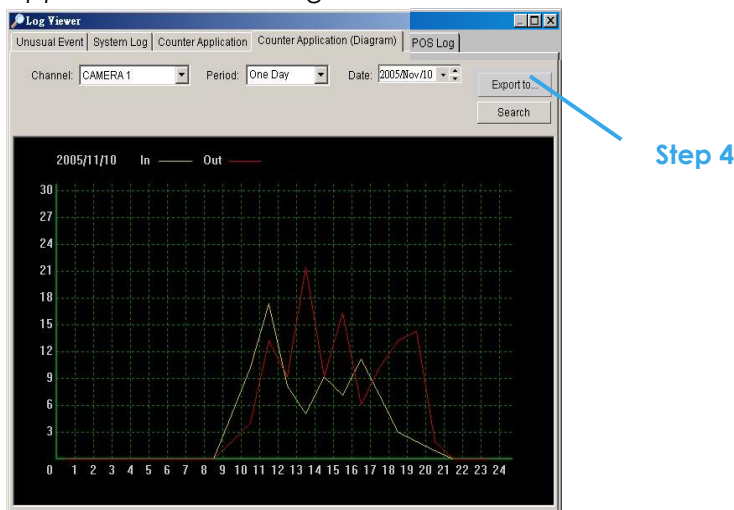 Log Viewer
Unusual Event System Log Counter Application Counter Application (Diagram) POS Log
Channel: CAMERA 1 Period: One Day Date: 2005/Nov/10
Export to...
Search
Step 4
2005/11/10 In Out
30
27
24
21
18
15
12
9
6
3
0 1 2 3 4 5 6 7 8 9 10 11 12 13 14 15 16 17 18 19 20 21 22 23 24